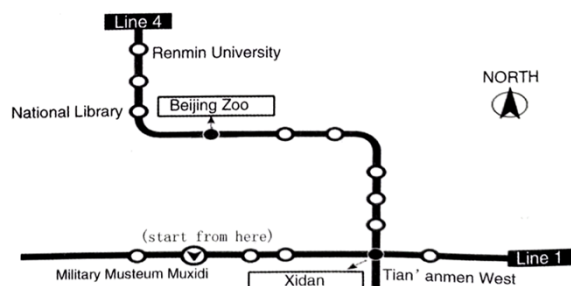 Line 4
Renmin University
NORTH
Beijing Zoo
National Library
(start from here)
Line 1
Military Musteum Muxidi
Xidan
Tian' anmen West